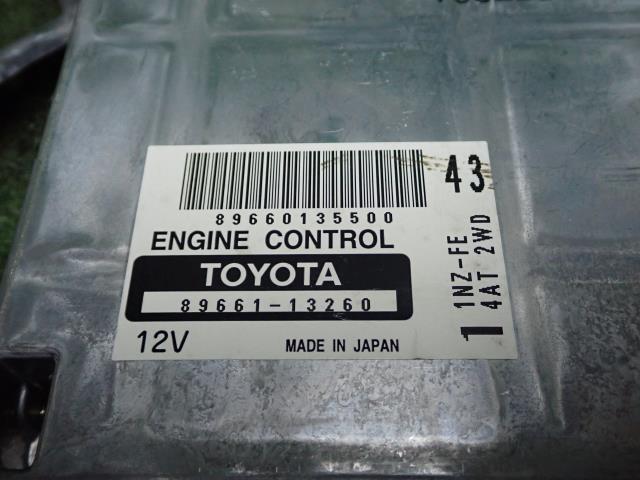 89660135500
43
ENGINE CONTROL
TOYOTA
89661-13260
12V
MADE IN JAPAN
1
1NZ-FE
4AT 2WD